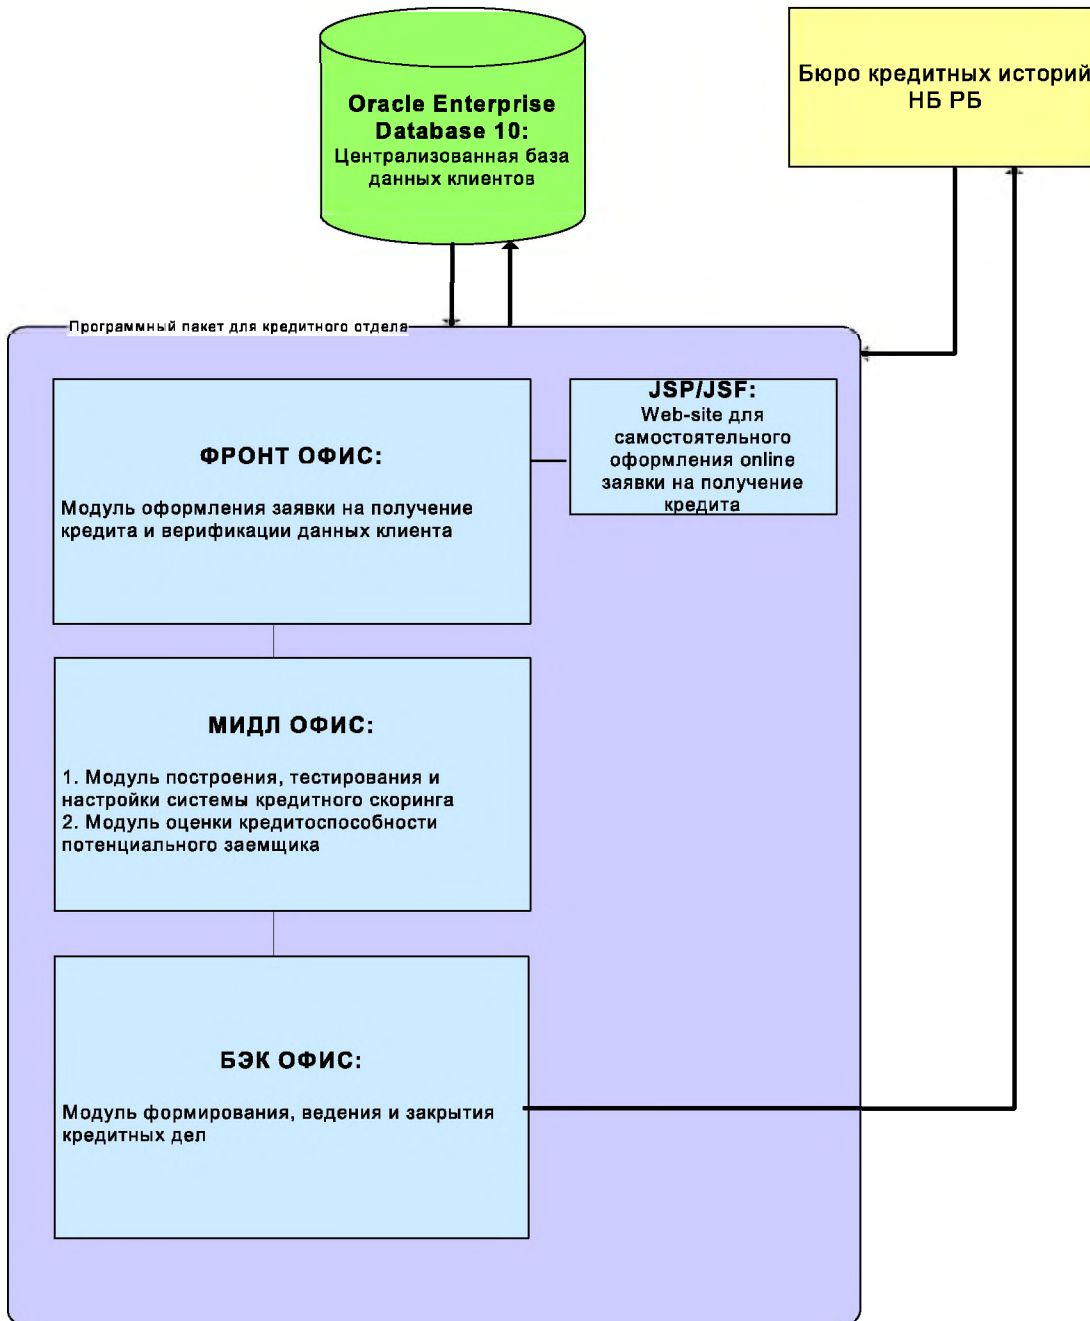 Oracle Enterprise
Database 10:
Централизованная база
данных клиентов
Бюро кредитных историй
НБ РБ
Программный пакет для кредитного отдела
ФРОНТ ОФИС:
Модуль оформления заявки на получение
кредита и верификации данных клиента
JSP/JSF:
Web-site для
самостоятельного
оформления online
заявки на получение
кредита
МИДЛ ОФИС:
1. Модуль построения, тестирования и
настройки системы кредитного скоринга
2. Модуль оценки кредитоспособности
потенциального заемщика
БЭК ОФИС:
Модуль формирования, ведения и закрытия
кредитных дел